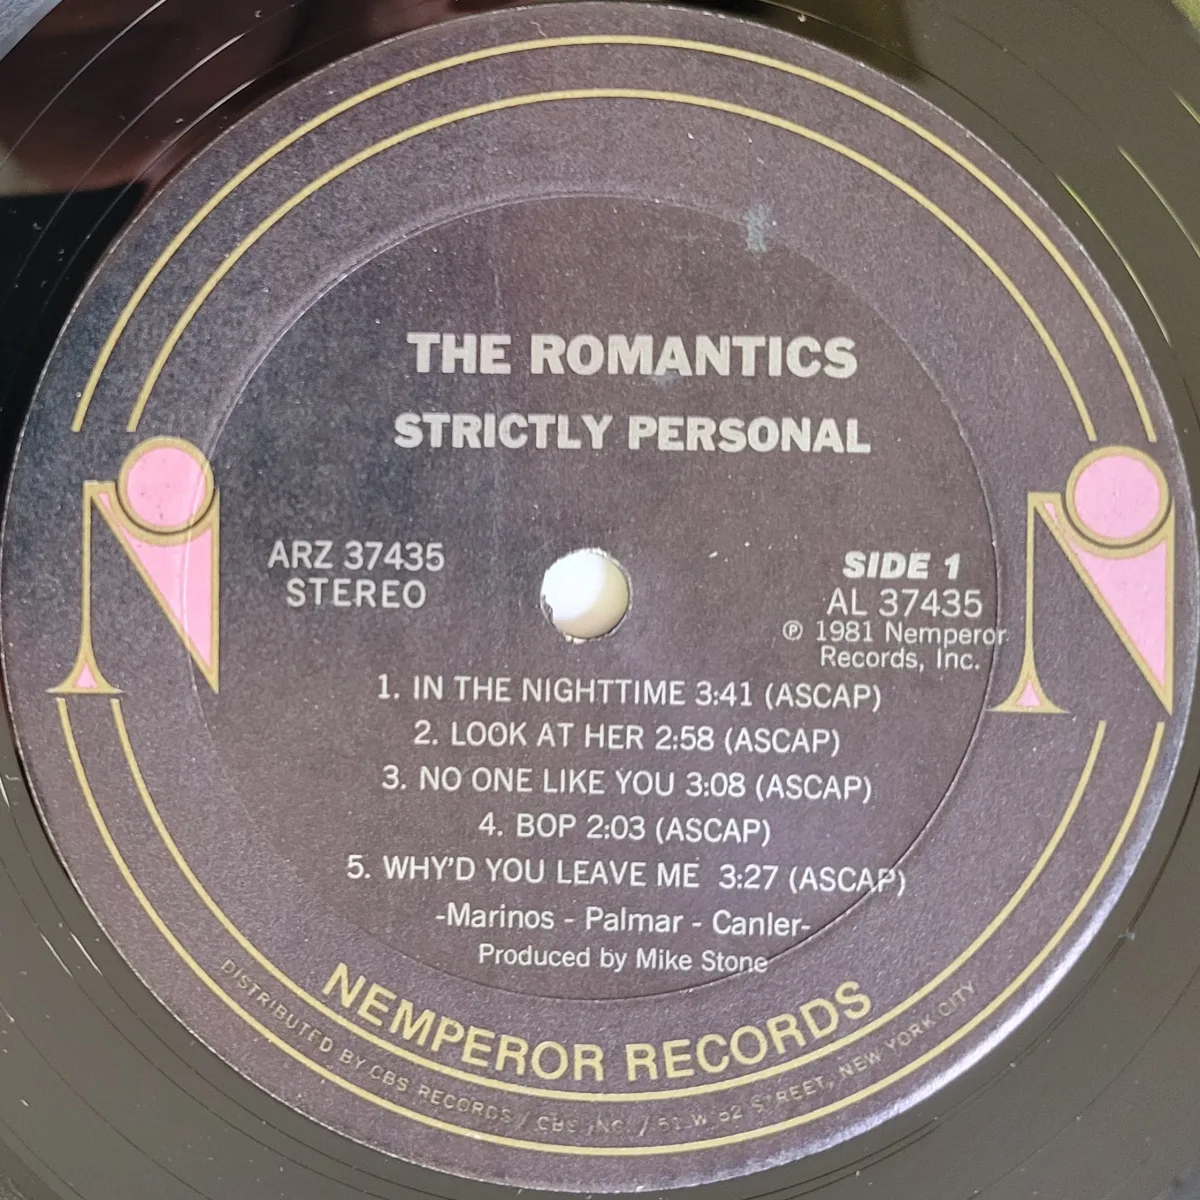 THE ROMANTICS
STRICTLY PERSONAL
ARZ 37435
STEREO
SIDE 1
AL 37435
℗ 1981 Nemperor
Records, Inc.
1. IN THE NIGHTTIME 3:41 (ASCAP)
2. LOOK AT HER 2:58 (ASCAP)
3. NO ONE LIKE YOU 3:08 (ASCAP)
4. BOP 2:03 (ASCAP)
5. WHY'D YOU LEAVE ME 3:27 (ASCAP)
-Marinos - Palmar - Canler-
Produced by Mike Stone
NEMPEROR RECORDS
DISTRIBUTED BY CBS RECORDS / CBS INC. / 51 W 52 STREET, NEW YORK CITY